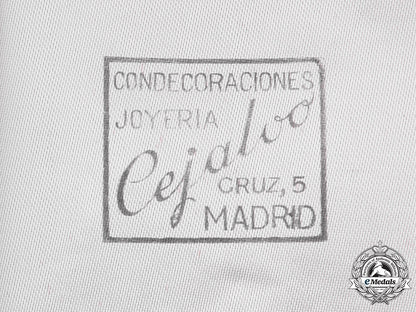 CONDECORACIONES
JOYERIA
Cejalvo
CRUZ, 5
MADRID
eMedals